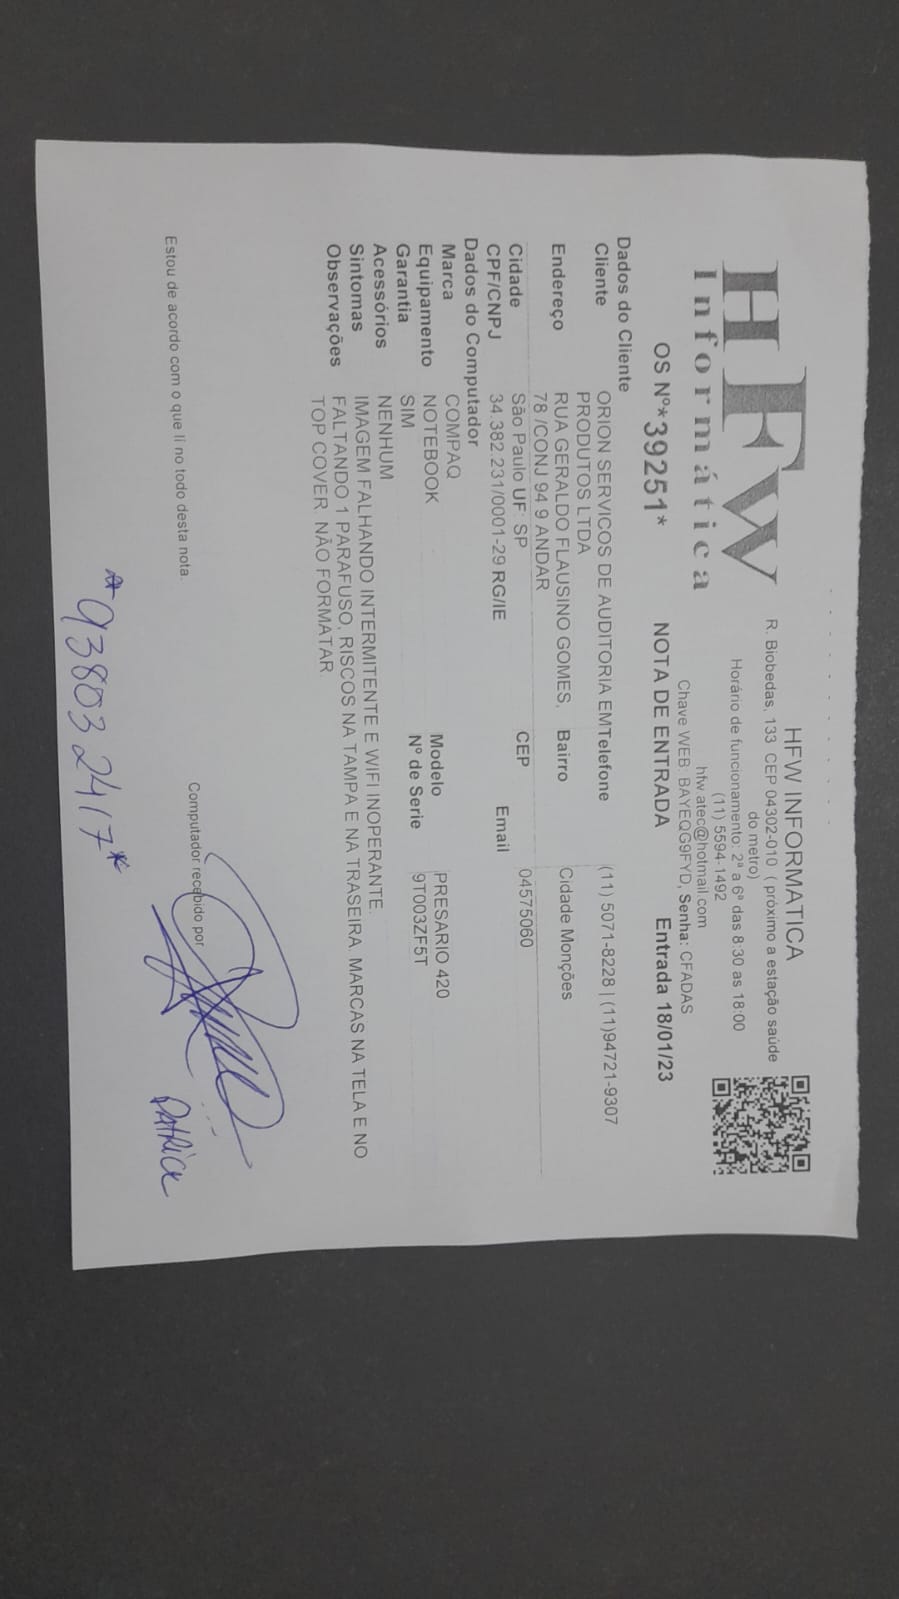 HFW
Informática
HFW INFORMATICA
R. Biobedas, 133 CEP 04302-010 ( próximo a estação saúde
do metro)
Horário de funcionamento: 2ª a 6ª das 8:30 as 18:00
(11) 5594-1492
hfw.atec@hotmail.com
Chave WEB: BAYEQG9FYD, Senha: CFADAS
OS Nº*39251* NOTA DE ENTRADA Entrada 18/01/23
Dados do Cliente
Cliente ORION SERVICOS DE AUDITORIA EM Telefone (11) 5071-8228 | (11)94721-9307
PRODUTOS LTDA
Endereço RUA GERALDO FLAUSINO GOMES, Bairro Cidade Monções
78 /CONJ 94 9 ANDAR
Cidade São Paulo UF: SP CEP 04575060
CPF/CNPJ 34.382.231/0001-29 RG/IE Email
Dados do Computador
Marca COMPAQ Modelo PRESARIO 420
Equipamento NOTEBOOK Nº de Serie 9T003ZF5T
Garantia SIM
Acessórios NENHUM
Sintomas IMAGEM FALHANDO INTERMITENTE E WIFI INOPERANTE.
Observações FALTANDO 1 PARAFUSO, RISCOS NA TAMPA E NA TRASEIRA. MARCAS NA TELA E NO
TOP COVER. NÃO FORMATAR.
Estou de acordo com o que li no todo desta nota. Computador recebido por
*938032417*